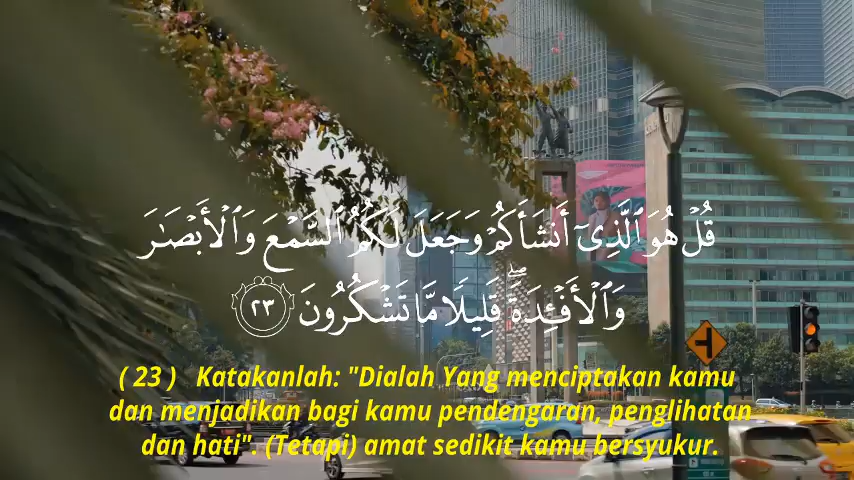 قُلْ هُوَ ٱلَّذِىٓ أَنشَأَكُمْ وَجَعَلَ لَكُمُ ٱلسَّمْعَ وَٱلْأَبْصَـٰرَ
وَٱلْأَفْـِٔدَةَ ۖ قَلِيلًا مَّا تَشْكُرُونَ ٢٣
( 23 ) Katakanlah: "Dialah Yang menciptakan kamu
dan menjadikan bagi kamu pendengaran, penglihatan
dan hati". (Tetapi) amat sedikit kamu bersyukur.